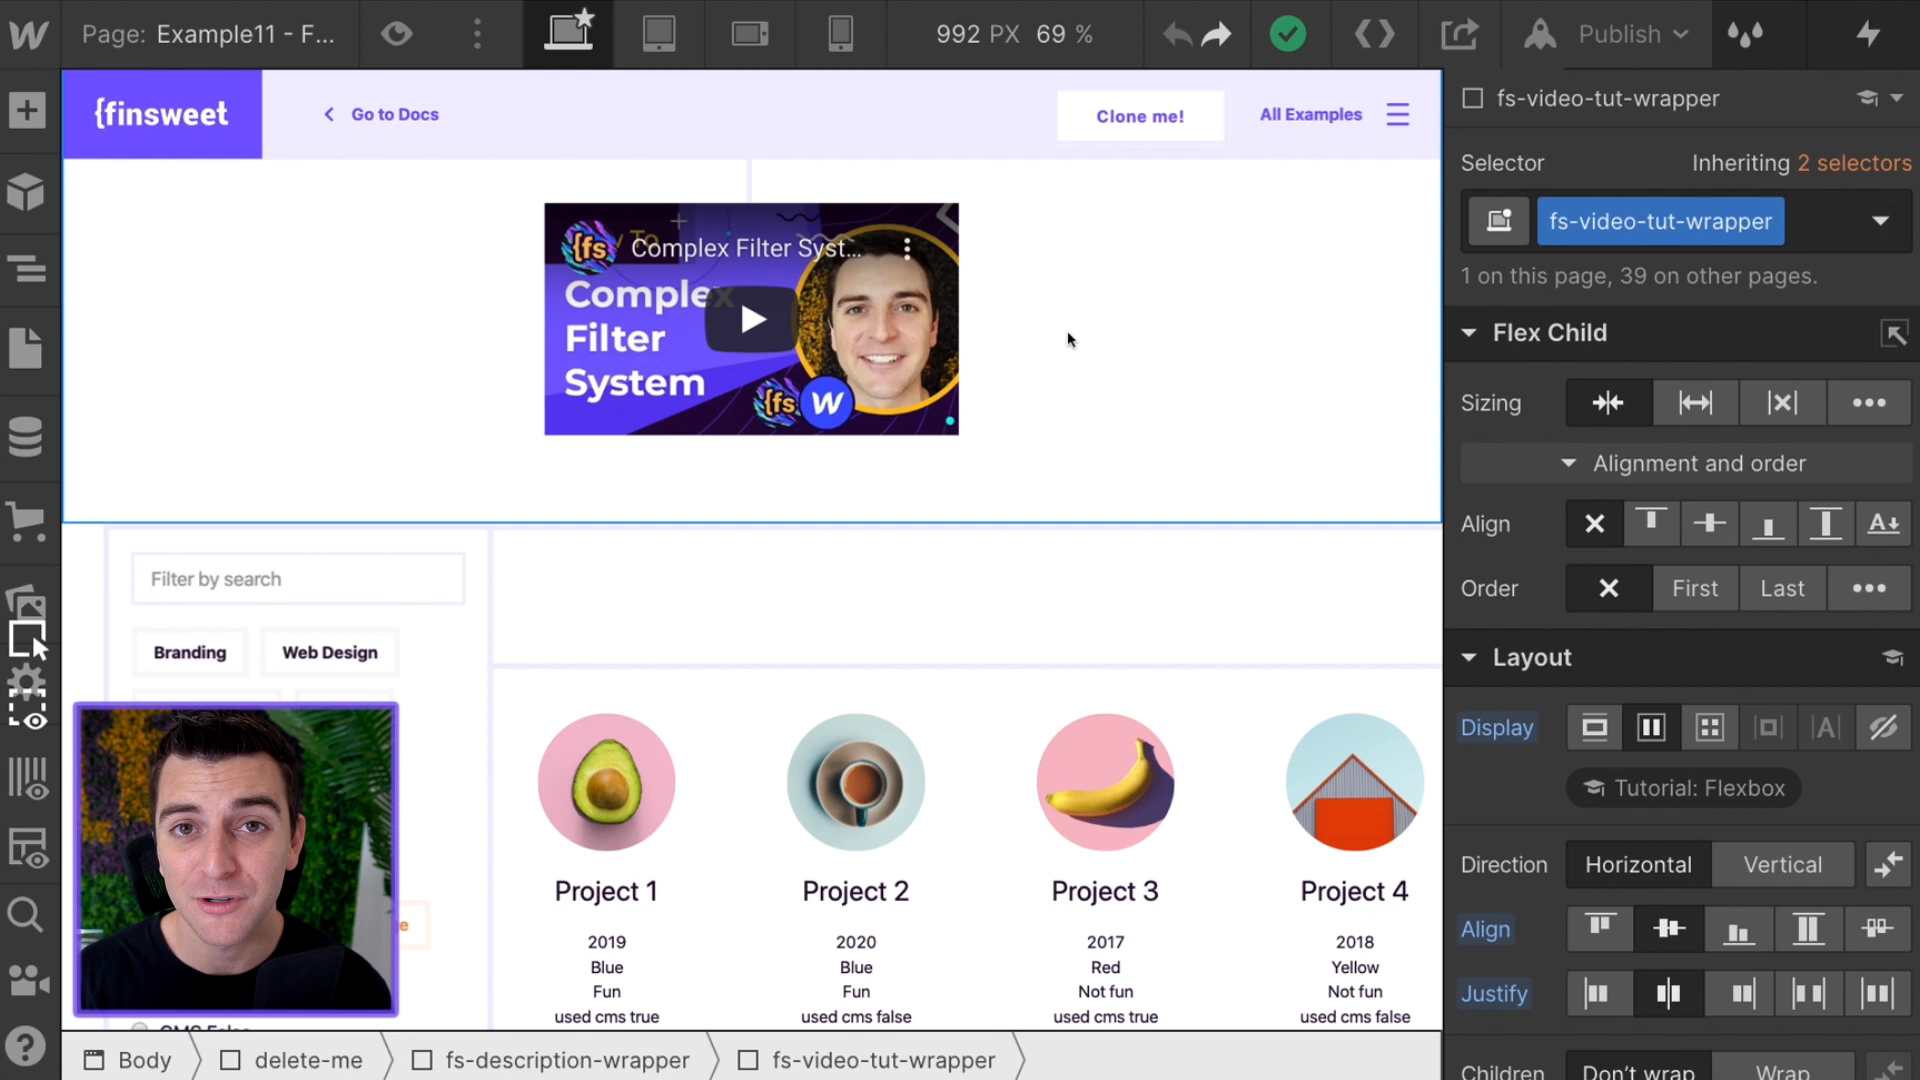 Page: Example11 - F...
992 PX 69 %
Publish
{finsweet
Go to Docs
Clone me!
All Examples
fs-video-tut-wrapper
Selector
Inheriting 2 selectors
fs-video-tut-wrapper
1 on this page, 39 on other pages.
{fs
Complex Filter Syst...
Complex
Filter
System
{fs
W
Flex Child
Sizing
Alignment and order
Align
Order
First
Last
Filter by search
Branding
Web Design
Layout
Display
Tutorial: Flexbox
Direction
Horizontal
Vertical
Align
Justify
Children
Don't wrap
Wrap
Project 1
2019
Blue
Fun
used cms true
Project 2
2020
Blue
Fun
used cms false
Project 3
2017
Red
Not fun
used cms true
Project 4
2018
Yellow
Not fun
used cms false
Body
delete-me
fs-description-wrapper
fs-video-tut-wrapper